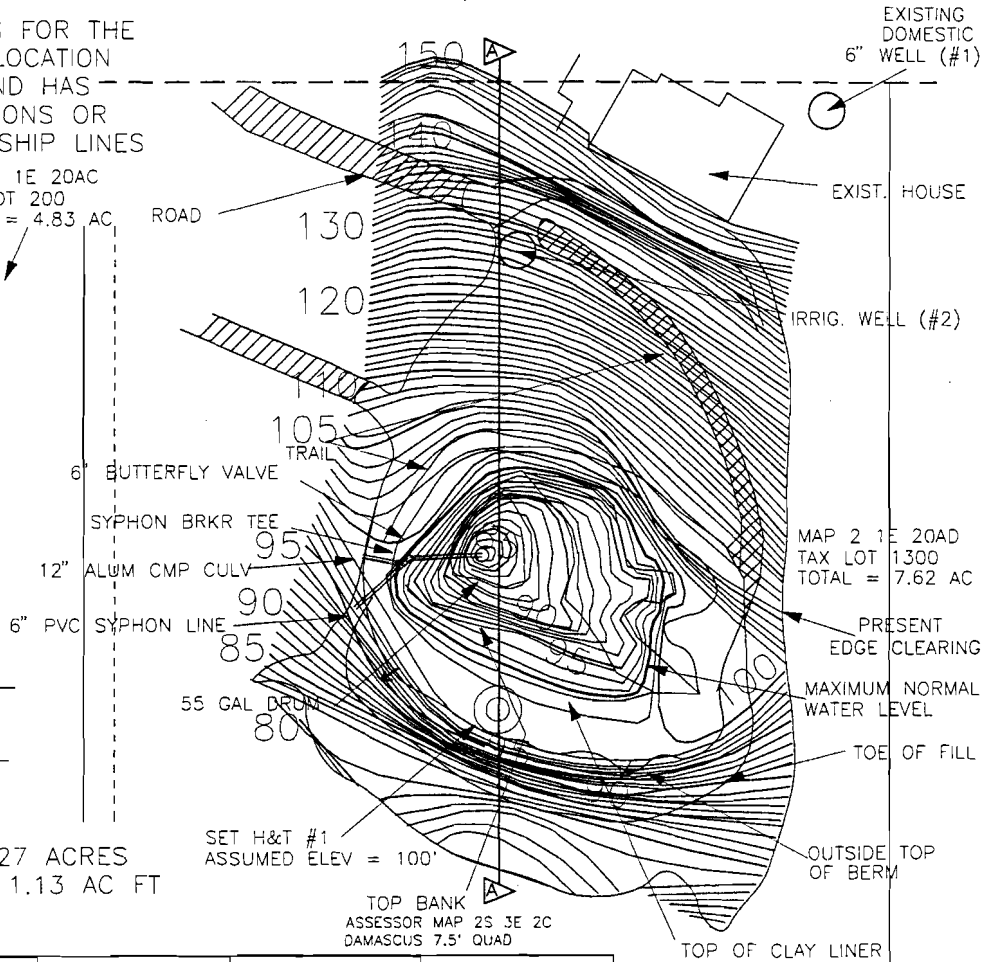 FOR THE
LOCATION
ND HAS
ONS OR
SHIP LINES
1E 20AC
OT 200
= 4.83 AC
EXISTING
DOMESTIC
6" WELL (#1)
A
150
140
EXIST. HOUSE
ROAD
130
120
IRRIG. WELL (#2)
110
105
TRAIL
6" BUTTERFLY VALVE
SYPHON BRKR TEE
95
12" ALUM CMP CULV
90
6" PVC SYPHON LINE
85
55 GAL DRUM
80
95
100
MAP 2 1E 20AD
TAX LOT 1300
TOTAL = 7.62 AC
PRESENT
EDGE CLEARING
MAXIMUM NORMAL
WATER LEVEL
TOE OF FILL
OUTSIDE TOP
OF BERM
SET H&T #1
ASSUMED ELEV = 100'
27 ACRES
1.13 AC FT
A
TOP BANK
ASSESSOR MAP 2S 3E 2C
DAMASCUS 7.5' QUAD
TOP OF CLAY LINER